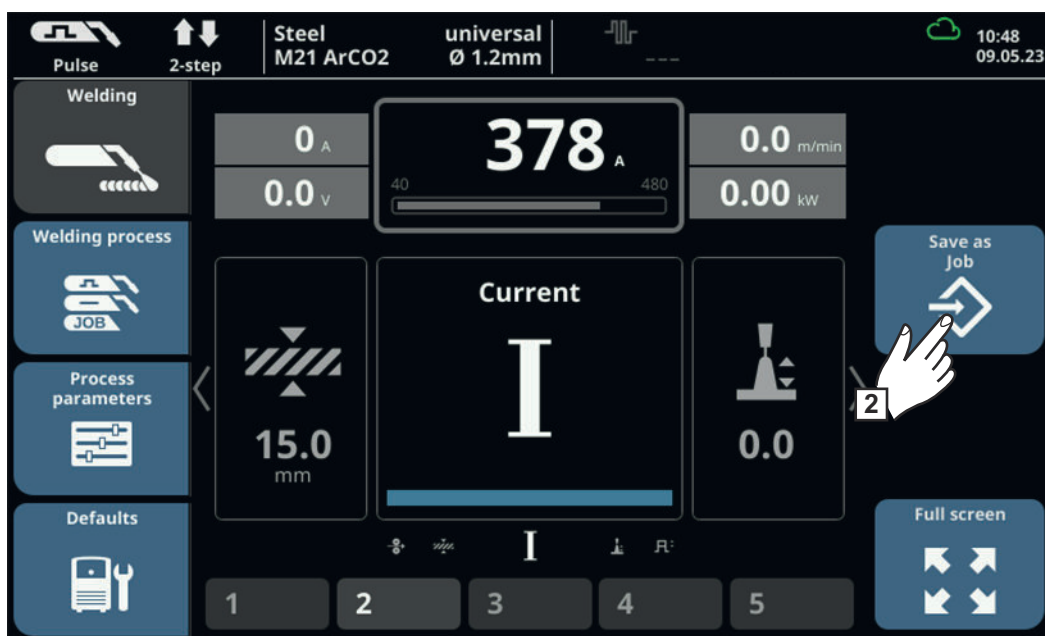 Pulse
2-step
Steel
M21 ArCO2
universal
Ø 1.2mm
---
10:48
09.05.23
Welding
0 A
0.0 V
378 A
40
480
0.0 m/min
0.00 kW
Welding process
JOB
Process
parameters
Defaults
15.0
mm
Current
I
0.0
Save as
Job
2
Full screen
I
1
2
3
4
5